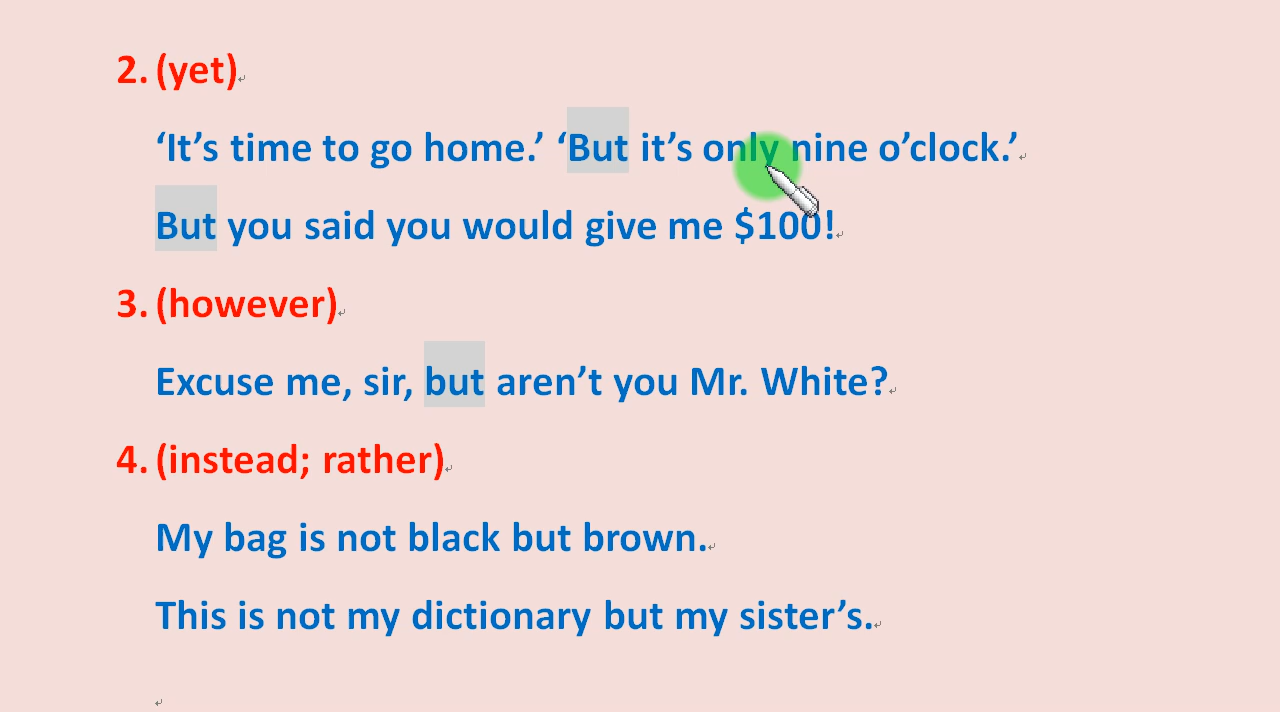 2. (yet)
‘It’s time to go home.’ ‘But it’s only nine o’clock.’
But you said you would give me $100!
3. (however)
Excuse me, sir, but aren’t you Mr. White?
4. (instead; rather)
My bag is not black but brown.
This is not my dictionary but my sister’s.